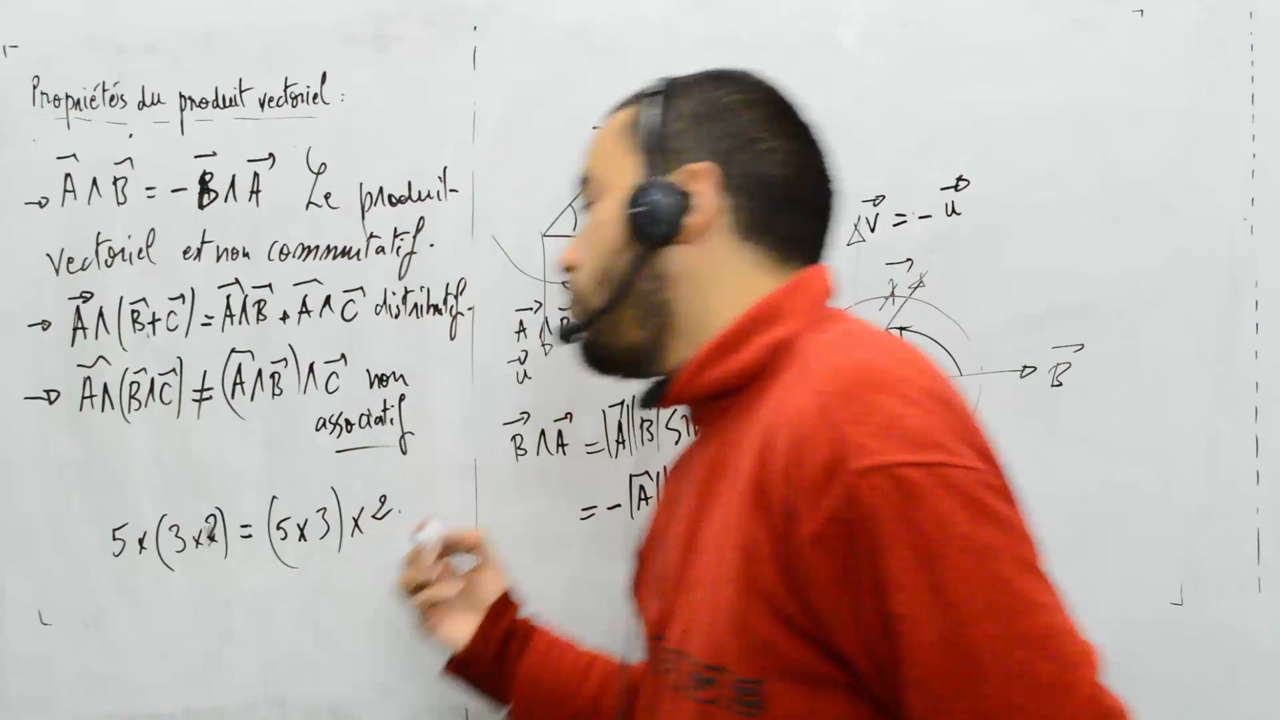 Propriétés du produit vectoriel :
→ A⃗ ∧ B⃗ = - B⃗ ∧ A⃗ Le produit-
vectoriel est non commutatif.
→ A⃗ ∧ (B⃗ + C⃗) = A⃗ ∧ B⃗ + A⃗ ∧ C⃗ distributif.
→ A⃗ ∧ (B⃗ ∧ C⃗) ≠ (A⃗ ∧ B⃗) ∧ C⃗ non
associatif
5 × (3 × 2) = (5 × 3) × 2.
V⃗ = - u⃗
B⃗
A⃗
u⃗
B⃗ ∧ A⃗ = |A⃗||B|
= - |A⃗|